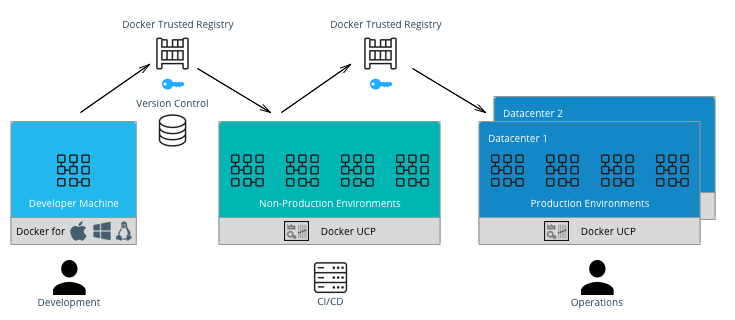 Docker Trusted Registry
Docker Trusted Registry
Version Control
Datacenter 2
Datacenter 1
Developer Machine
Non-Production Environments
Production Environments
Docker for
Docker UCP
Docker UCP
Development
CI/CD
Operations